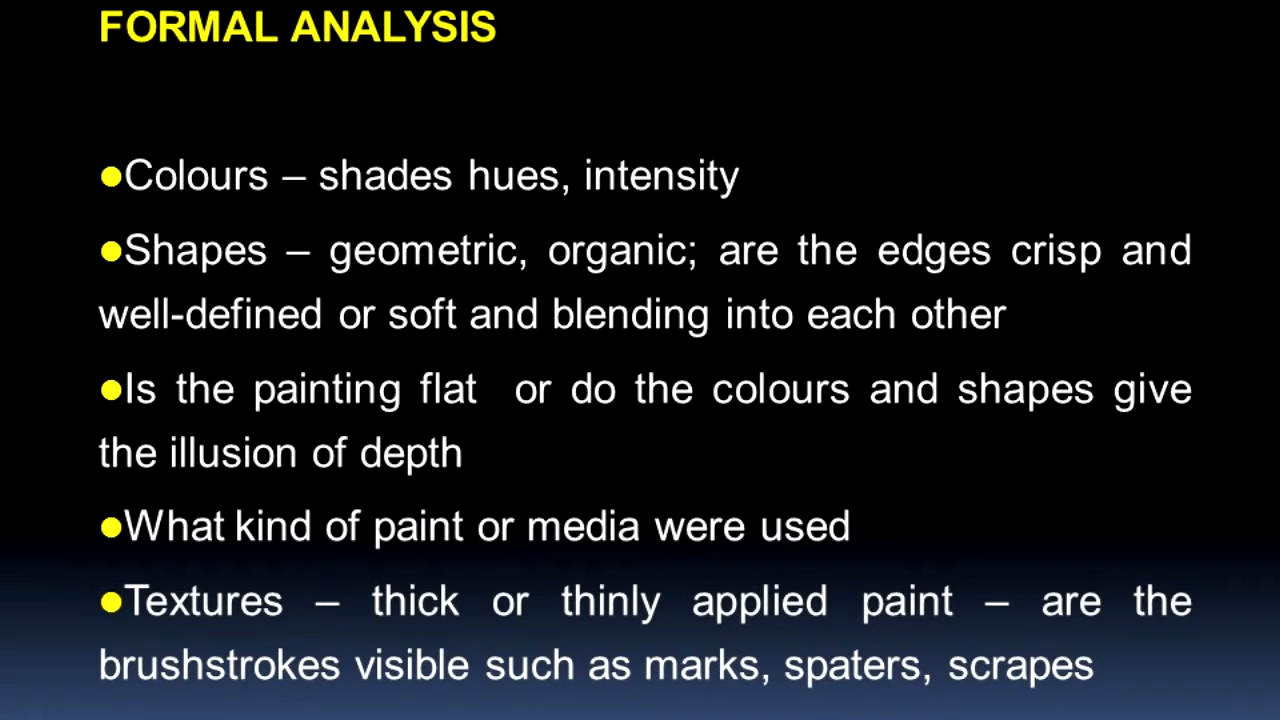 FORMAL ANALYSIS
●Colours – shades hues, intensity
●Shapes – geometric, organic; are the edges crisp and
well-defined or soft and blending into each other
●Is the painting flat or do the colours and shapes give
the illusion of depth
●What kind of paint or media were used
●Textures – thick or thinly applied paint – are the
brushstrokes visible such as marks, spaters, scrapes